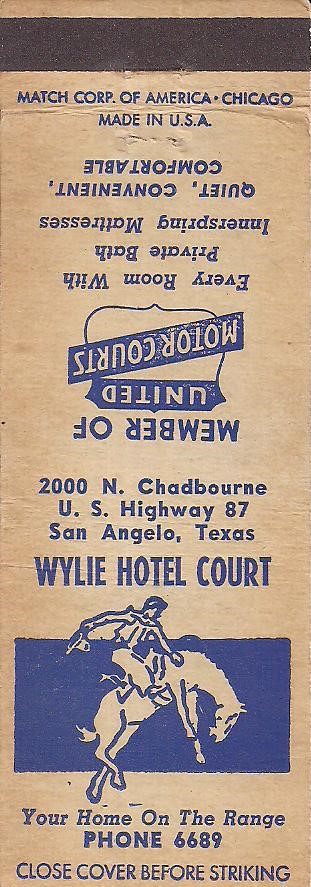 MATCH CORP. OF AMERICA • CHICAGO
MADE IN U.S.A.
MEMBER OF
UNITED
MOTOR COURTS
Every Room With
Private Bath
Innerspring Mattresses
QUIET, CONVENIENT,
COMFORTABLE
2000 N. Chadbourne
U. S. Highway 87
San Angelo, Texas
WYLIE HOTEL COURT
Your Home On The Range
PHONE 6689
CLOSE COVER BEFORE STRIKING